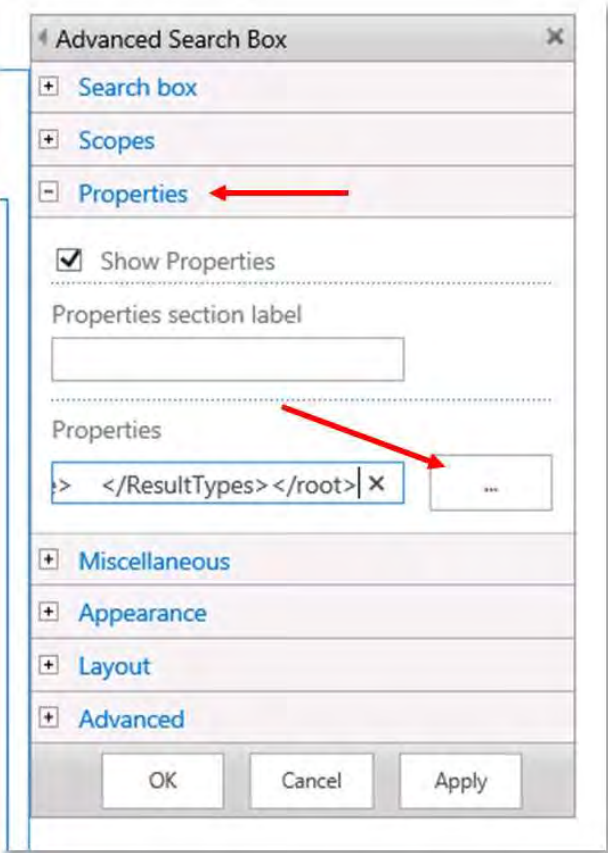 Advanced Search Box
Search box
Scopes
Properties
Show Properties
Properties section label
Properties
> </ResultTypes></root>
...
Miscellaneous
Appearance
Layout
Advanced
OK Cancel Apply